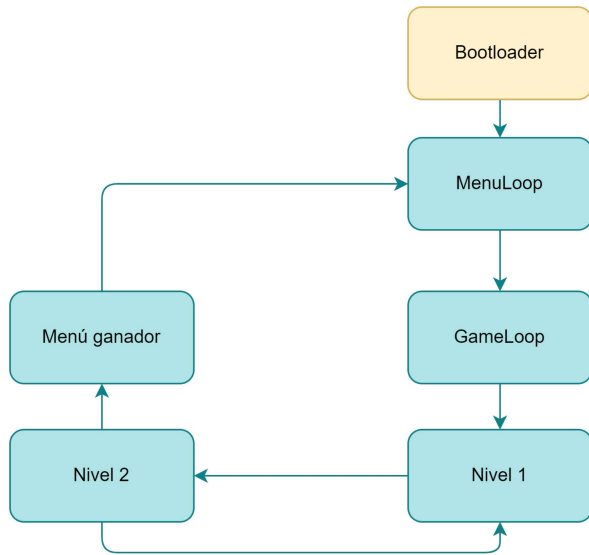 Bootloader
MenuLoop
Menú ganador
GameLoop
Nivel 2
Nivel 1